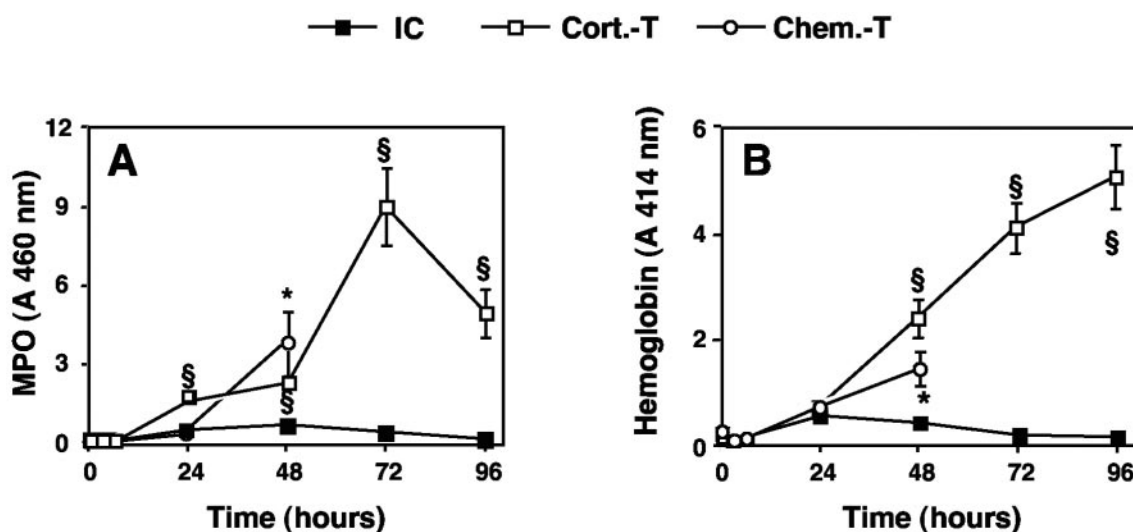 IC Cort.-T Chem.-T
A
MPO (A 460 nm)
12
9
6
3
0
§
§
*
§
§
0 24 48 72 96
Time (hours)
B
Hemoglobin (A 414 nm)
6
4
2
0
§
§
§
*
0 24 48 72 96
Time (hours)